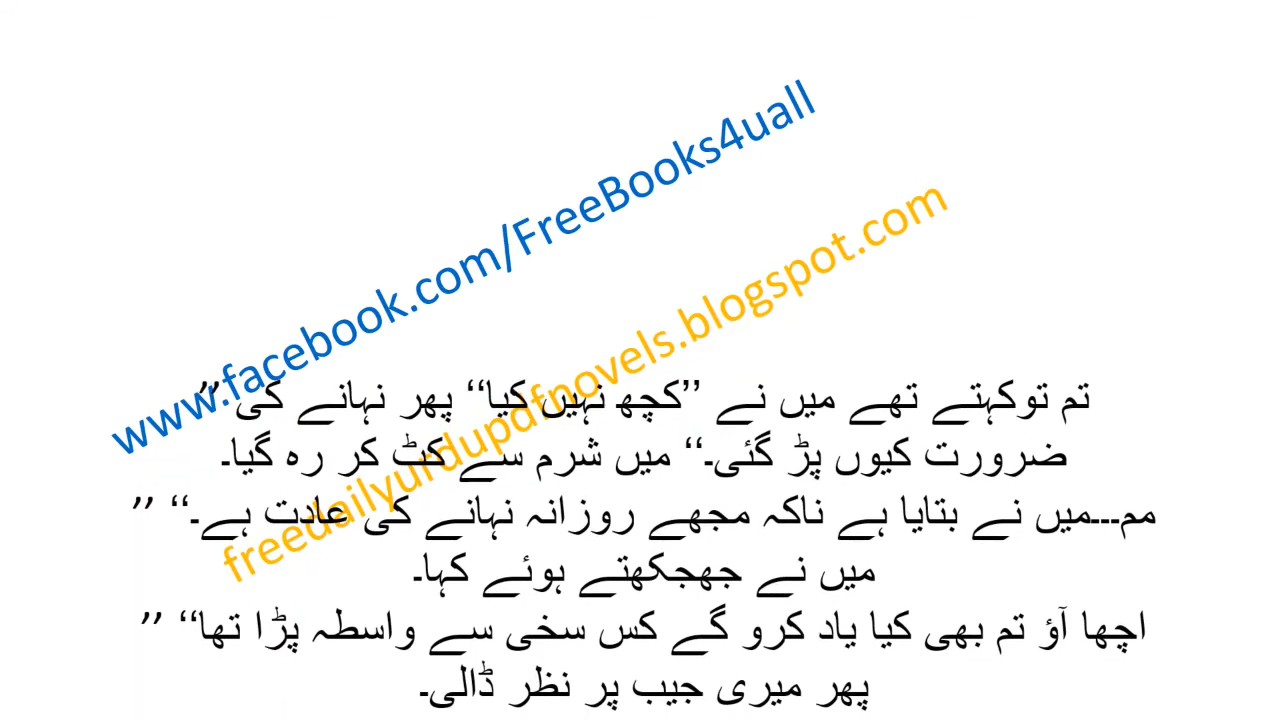 www.facebook.com/FreeBooks4uall
freedailyurdupdfnovels.blogspot.com
تم توکہتے تھے میں نے ’’کچھ نہیں کیا‘‘ پھر نہانے کی ’’
ضرورت کیوں پڑ گئی۔‘‘ میں شرم سے کٹ کر رہ گیا۔
مم۔۔۔میں نے بتایا ہے ناکہ مجھے روزانہ نہانے کی عادت ہے۔‘‘ ’’
میں نے جھجکھتے ہوئے کہا۔
اچھا آؤ تم بھی کیا یاد کرو گے کس سخی سے واسطہ پڑا تھا‘‘ ’’
پھر میری جیب پر نظر ڈالی۔